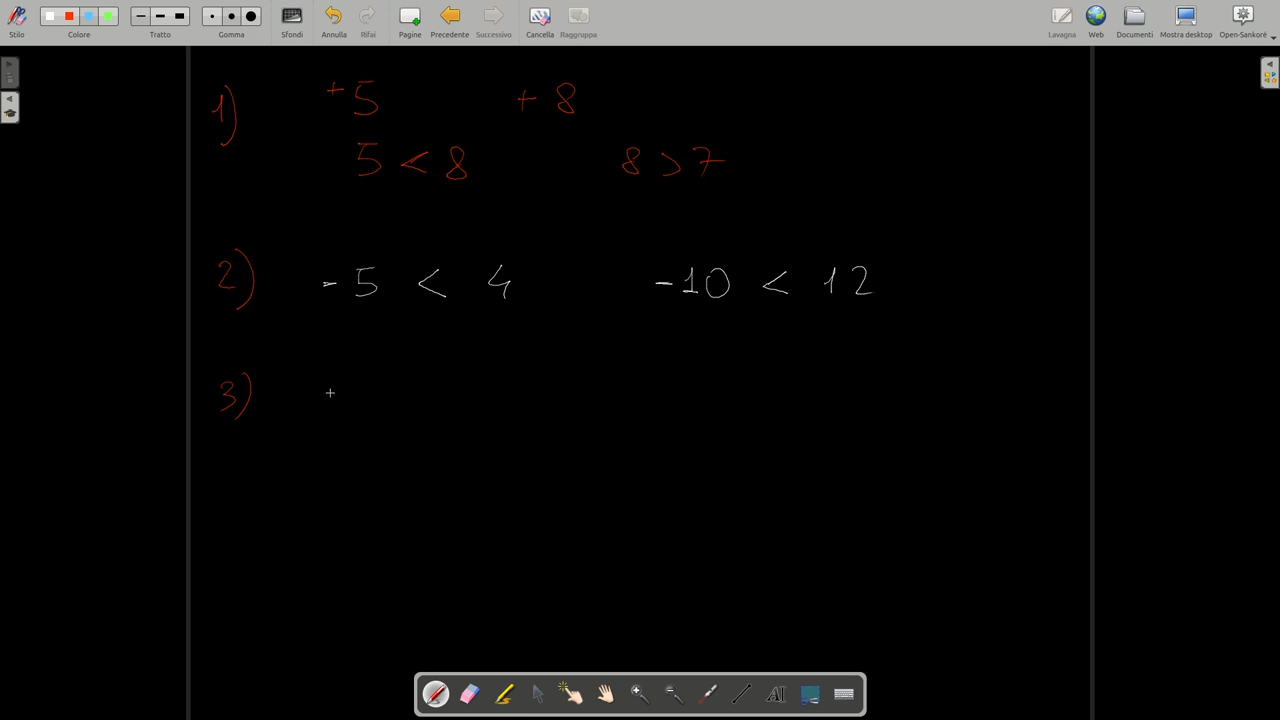 Stilo Colore Tratto Gomma Sfondi Annulla Rifai Pagine Precedente Successivo Cancella Raggruppa Lavagna Web Documenti Mostra desktop Open-Sankoré
1) +5 +8
5 < 8 8 > 7
2) -5 < 4 -10 < 12
3)
AI